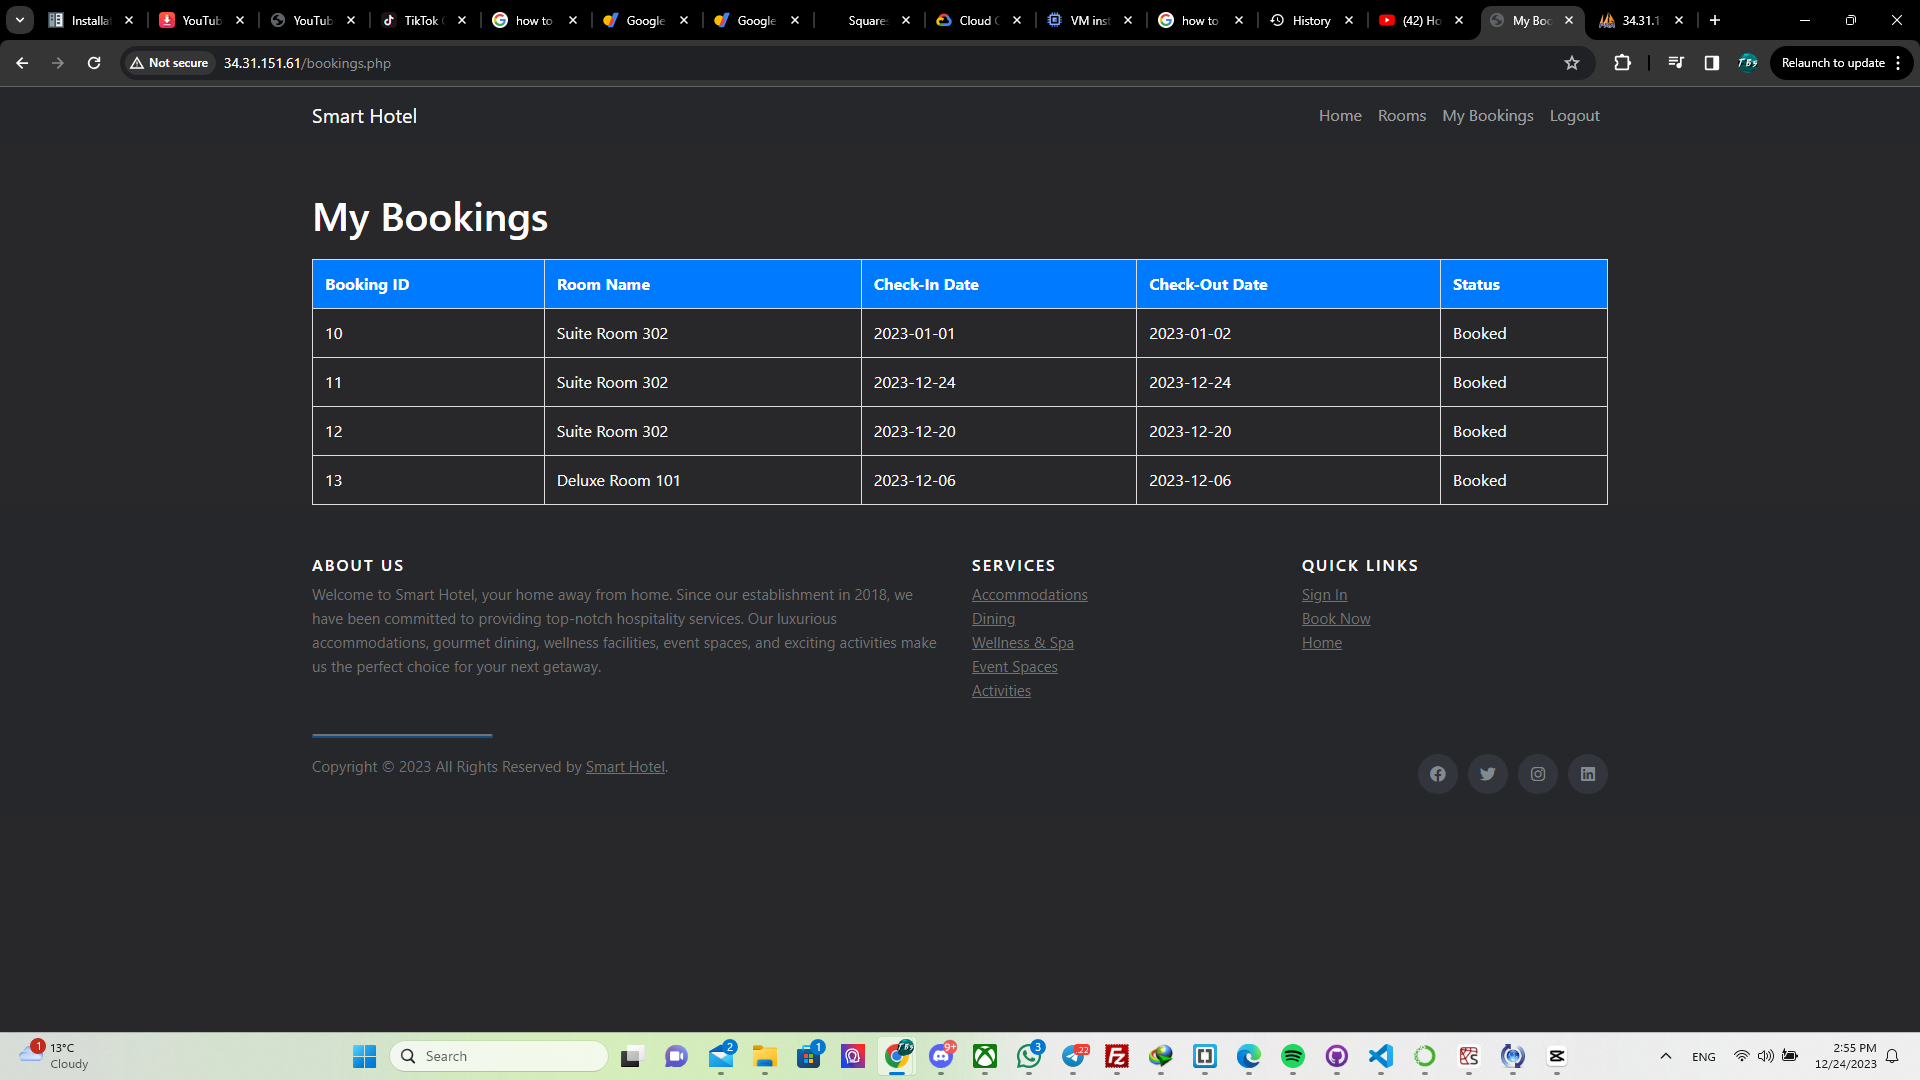 Installa
YouTub
YouTub
TikTok
how to
Google
Google
Square
Cloud
VM inst
how to
History
(42) Ho
My Boo
34.31.1
Not secure
34.31.151.61/bookings.php
Relaunch to update
Smart Hotel
Home Rooms My Bookings Logout
My Bookings
Booking ID Room Name Check-In Date Check-Out Date Status
10 Suite Room 302 2023-01-01 2023-01-02 Booked
11 Suite Room 302 2023-12-24 2023-12-24 Booked
12 Suite Room 302 2023-12-20 2023-12-20 Booked
13 Deluxe Room 101 2023-12-06 2023-12-06 Booked
ABOUT US
Welcome to Smart Hotel, your home away from home. Since our establishment in 2018, we
have been committed to providing top-notch hospitality services. Our luxurious
accommodations, gourmet dining, wellness facilities, event spaces, and exciting activities make
us the perfect choice for your next getaway.
SERVICES
Accommodations
Dining
Wellness & Spa
Event Spaces
Activities
QUICK LINKS
Sign In
Book Now
Home
Copyright © 2023 All Rights Reserved by Smart Hotel.
1
13°C
Cloudy
Search
2
1
9+
3
22
ENG
2:55 PM
12/24/2023